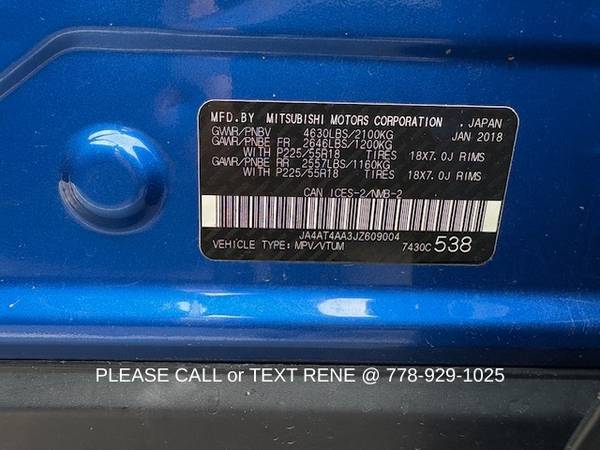 MFD.BY MITSUBISHI MOTORS CORPORATION . JAPAN
GVWR/PNBV 4630LBS/2100KG JAN 2018
GAWR/PNBE FR 2646LBS/1200KG
WITH P225/55R18 TIRES 18X7.0J RIMS
GAWR/PNBE RR 2557LBS/1160KG
WITH P225/55R18 TIRES 18X7.0J RIMS
CAN ICES-2/NMB-2
JA4AT4AA3JZ609004
VEHICLE TYPE: MPV/VTUM 7430C 538
PLEASE CALL or TEXT RENE @ 778-929-1025